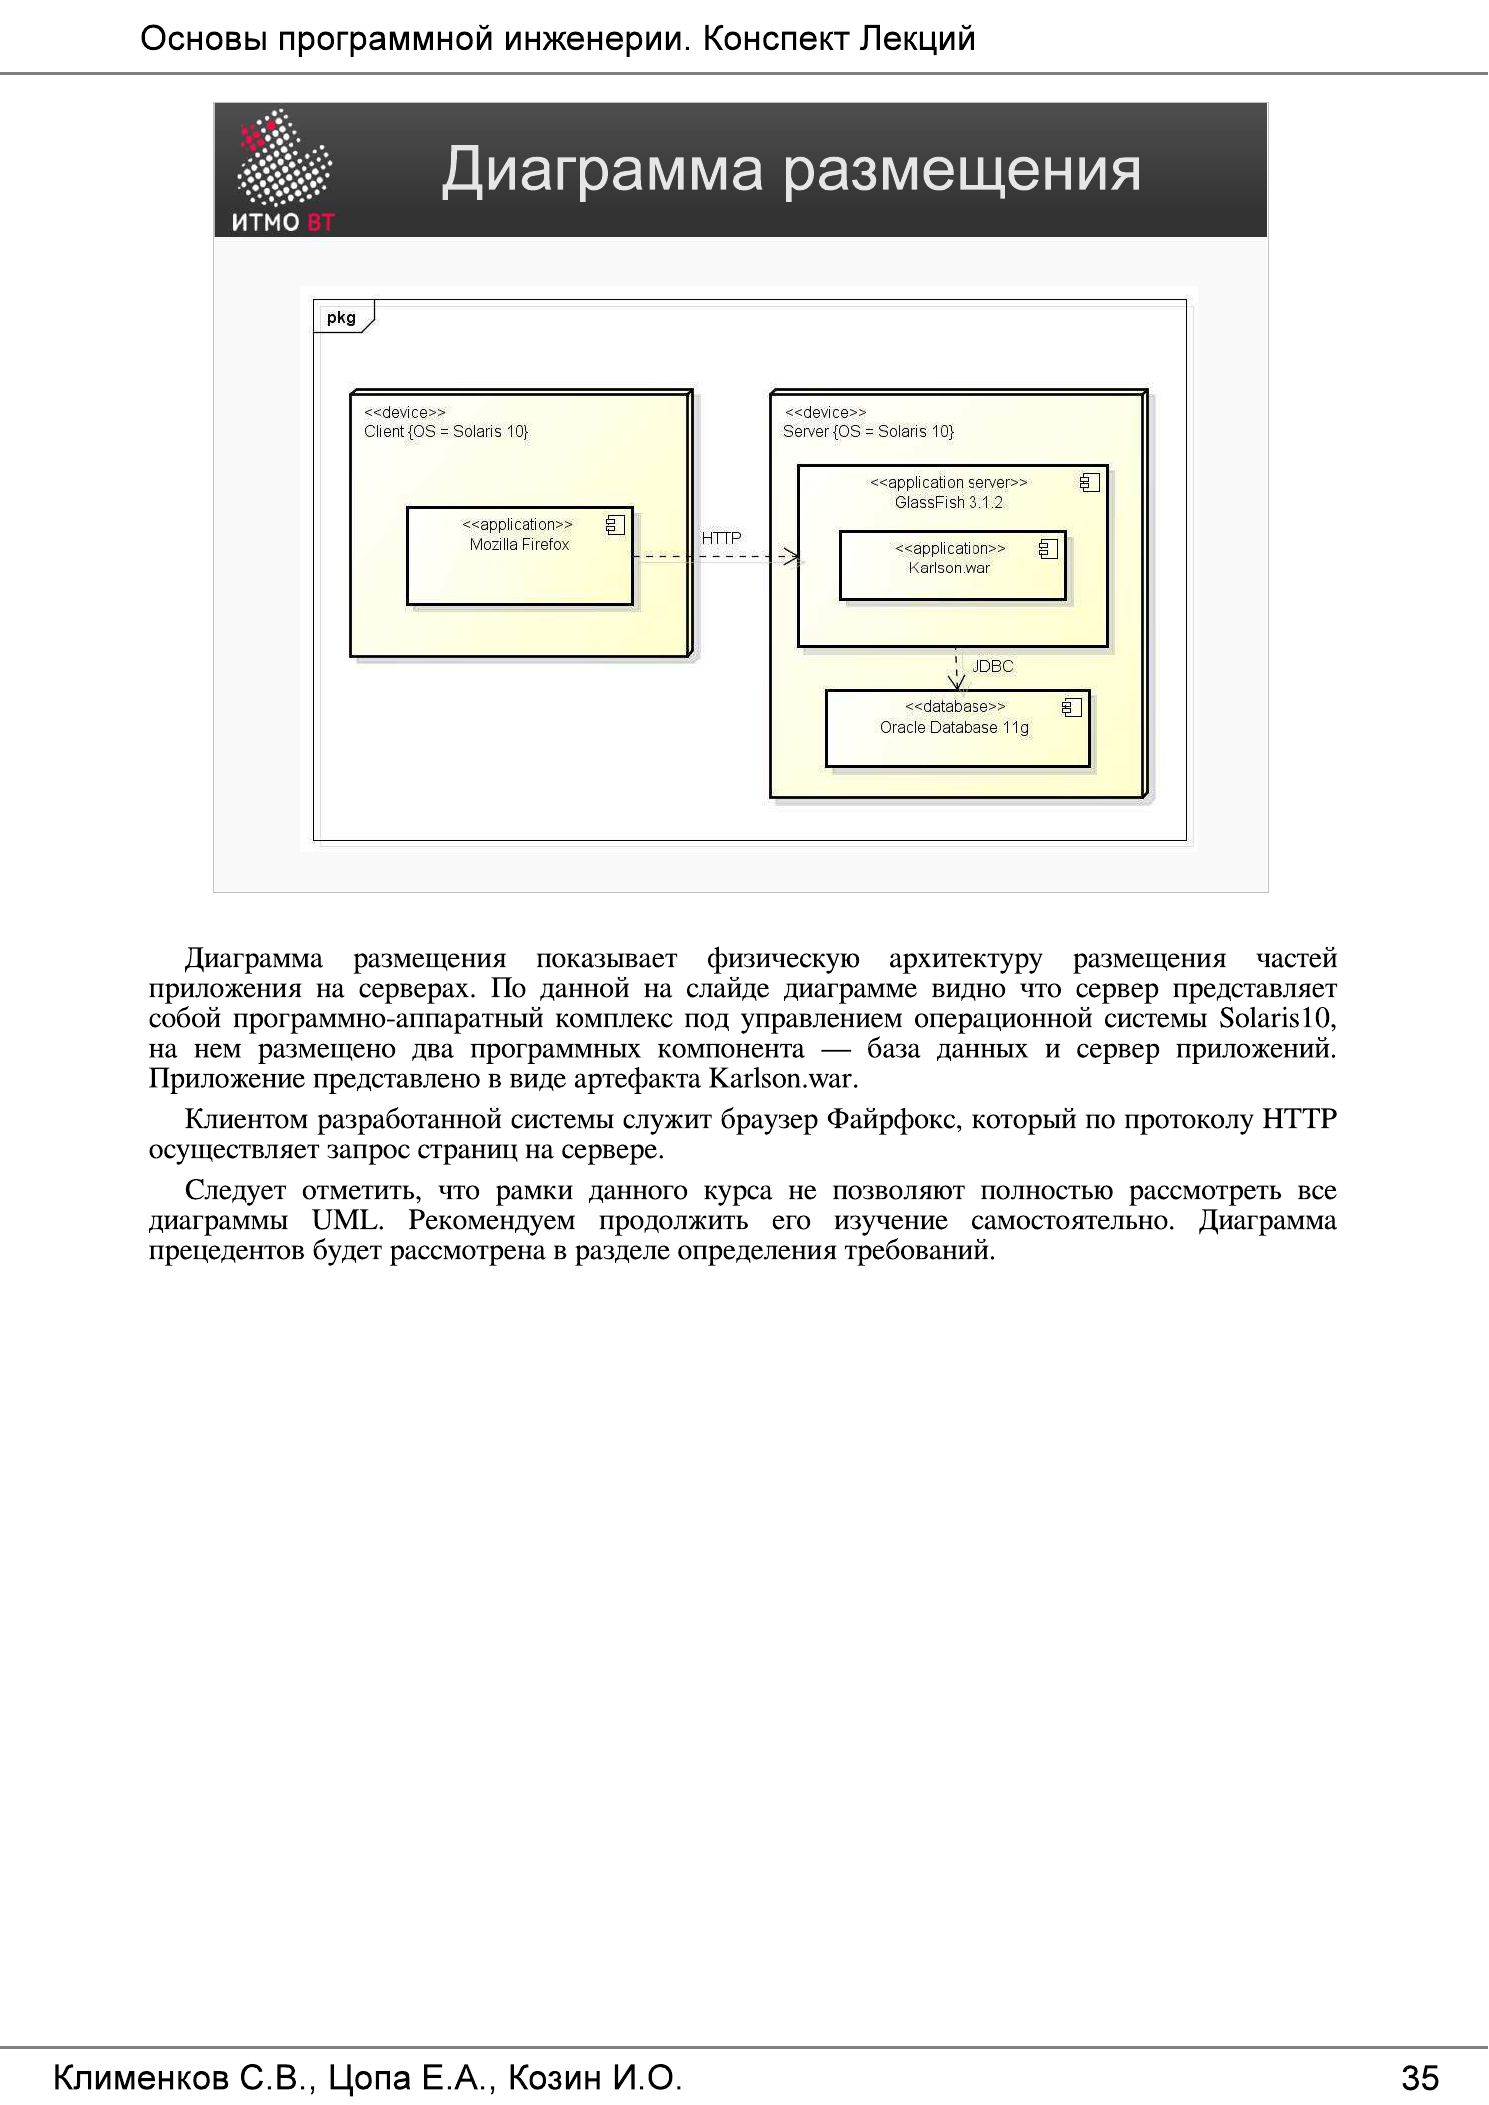 Основы программной инженерии. Конспект Лекций
ИТМО ВТ
Диаграмма размещения
pkg
<<device>>
Client {OS = Solaris 10}
<<application>>
Mozilla Firefox
HTTP
<<device>>
Server {OS = Solaris 10}
<<application server>>
GlassFish 3.1.2
<<application>>
Karlson.war
JDBC
<<database>>
Oracle Database 11g
Диаграмма размещения показывает физическую архитектуру размещения частей
приложения на серверах. По данной на слайде диаграмме видно что сервер представляет
собой программно-аппаратный комплекс под управлением операционной системы Solaris10,
на нем размещено два программных компонента — база данных и сервер приложений.
Приложение представлено в виде артефакта Karlson.war.
Клиентом разработанной системы служит браузер Файрфокс, который по протоколу HTTP
осуществляет запрос страниц на сервере.
Следует отметить, что рамки данного курса не позволяют полностью рассмотреть все
диаграммы UML. Рекомендуем продолжить его изучение самостоятельно. Диаграмма
прецедентов будет рассмотрена в разделе определения требований.
Клименков С.В., Цопа Е.А., Козин И.О.
35